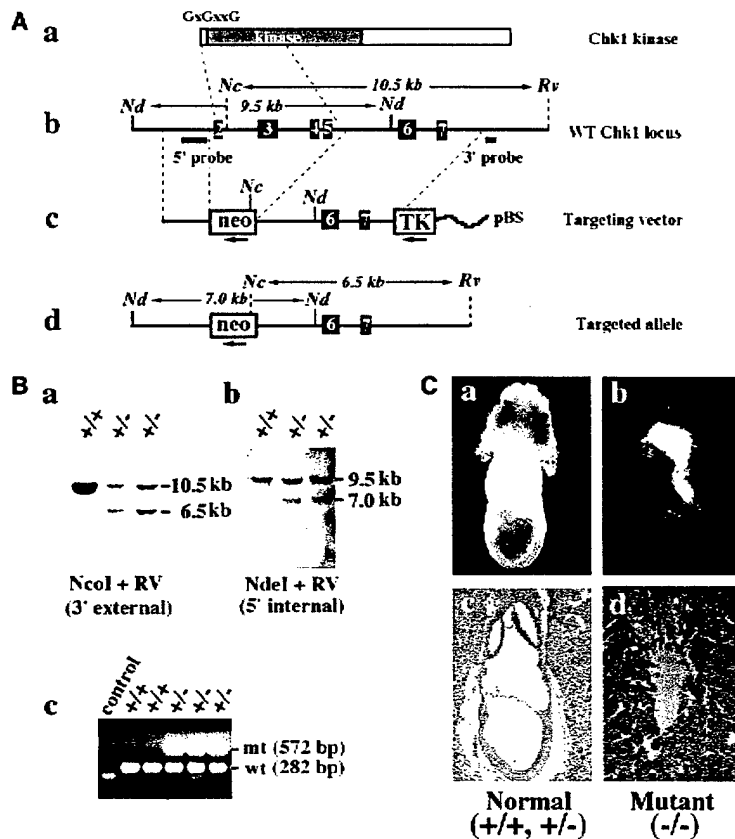 A
a
GxGxxG
kinase
Chk1 kinase
b
Nd
Nc
10.5 kb
Rv
9.5 kb
Nd
2
3
4
5
6
7
WT Chk1 locus
5' probe
3' probe
c
Nc
Nd
neo
6
7
TK
pBS
Targeting vector
d
Nd
7.0 kb
Nc
Nd
6.5 kb
Rv
neo
6
7
Targeted allele
B
a
+/+ +/- +/-
10.5 kb
6.5 kb
NcoI + RV
(3' external)
b
+/+ +/- +/-
9.5 kb
7.0 kb
NdeI + RV
(5' internal)
c
control +/+ +/+ +/- +/- +/-
mt (572 bp)
wt (282 bp)
C
a
b
c
d
Normal
(+/+, +/-)
Mutant
(-/-)